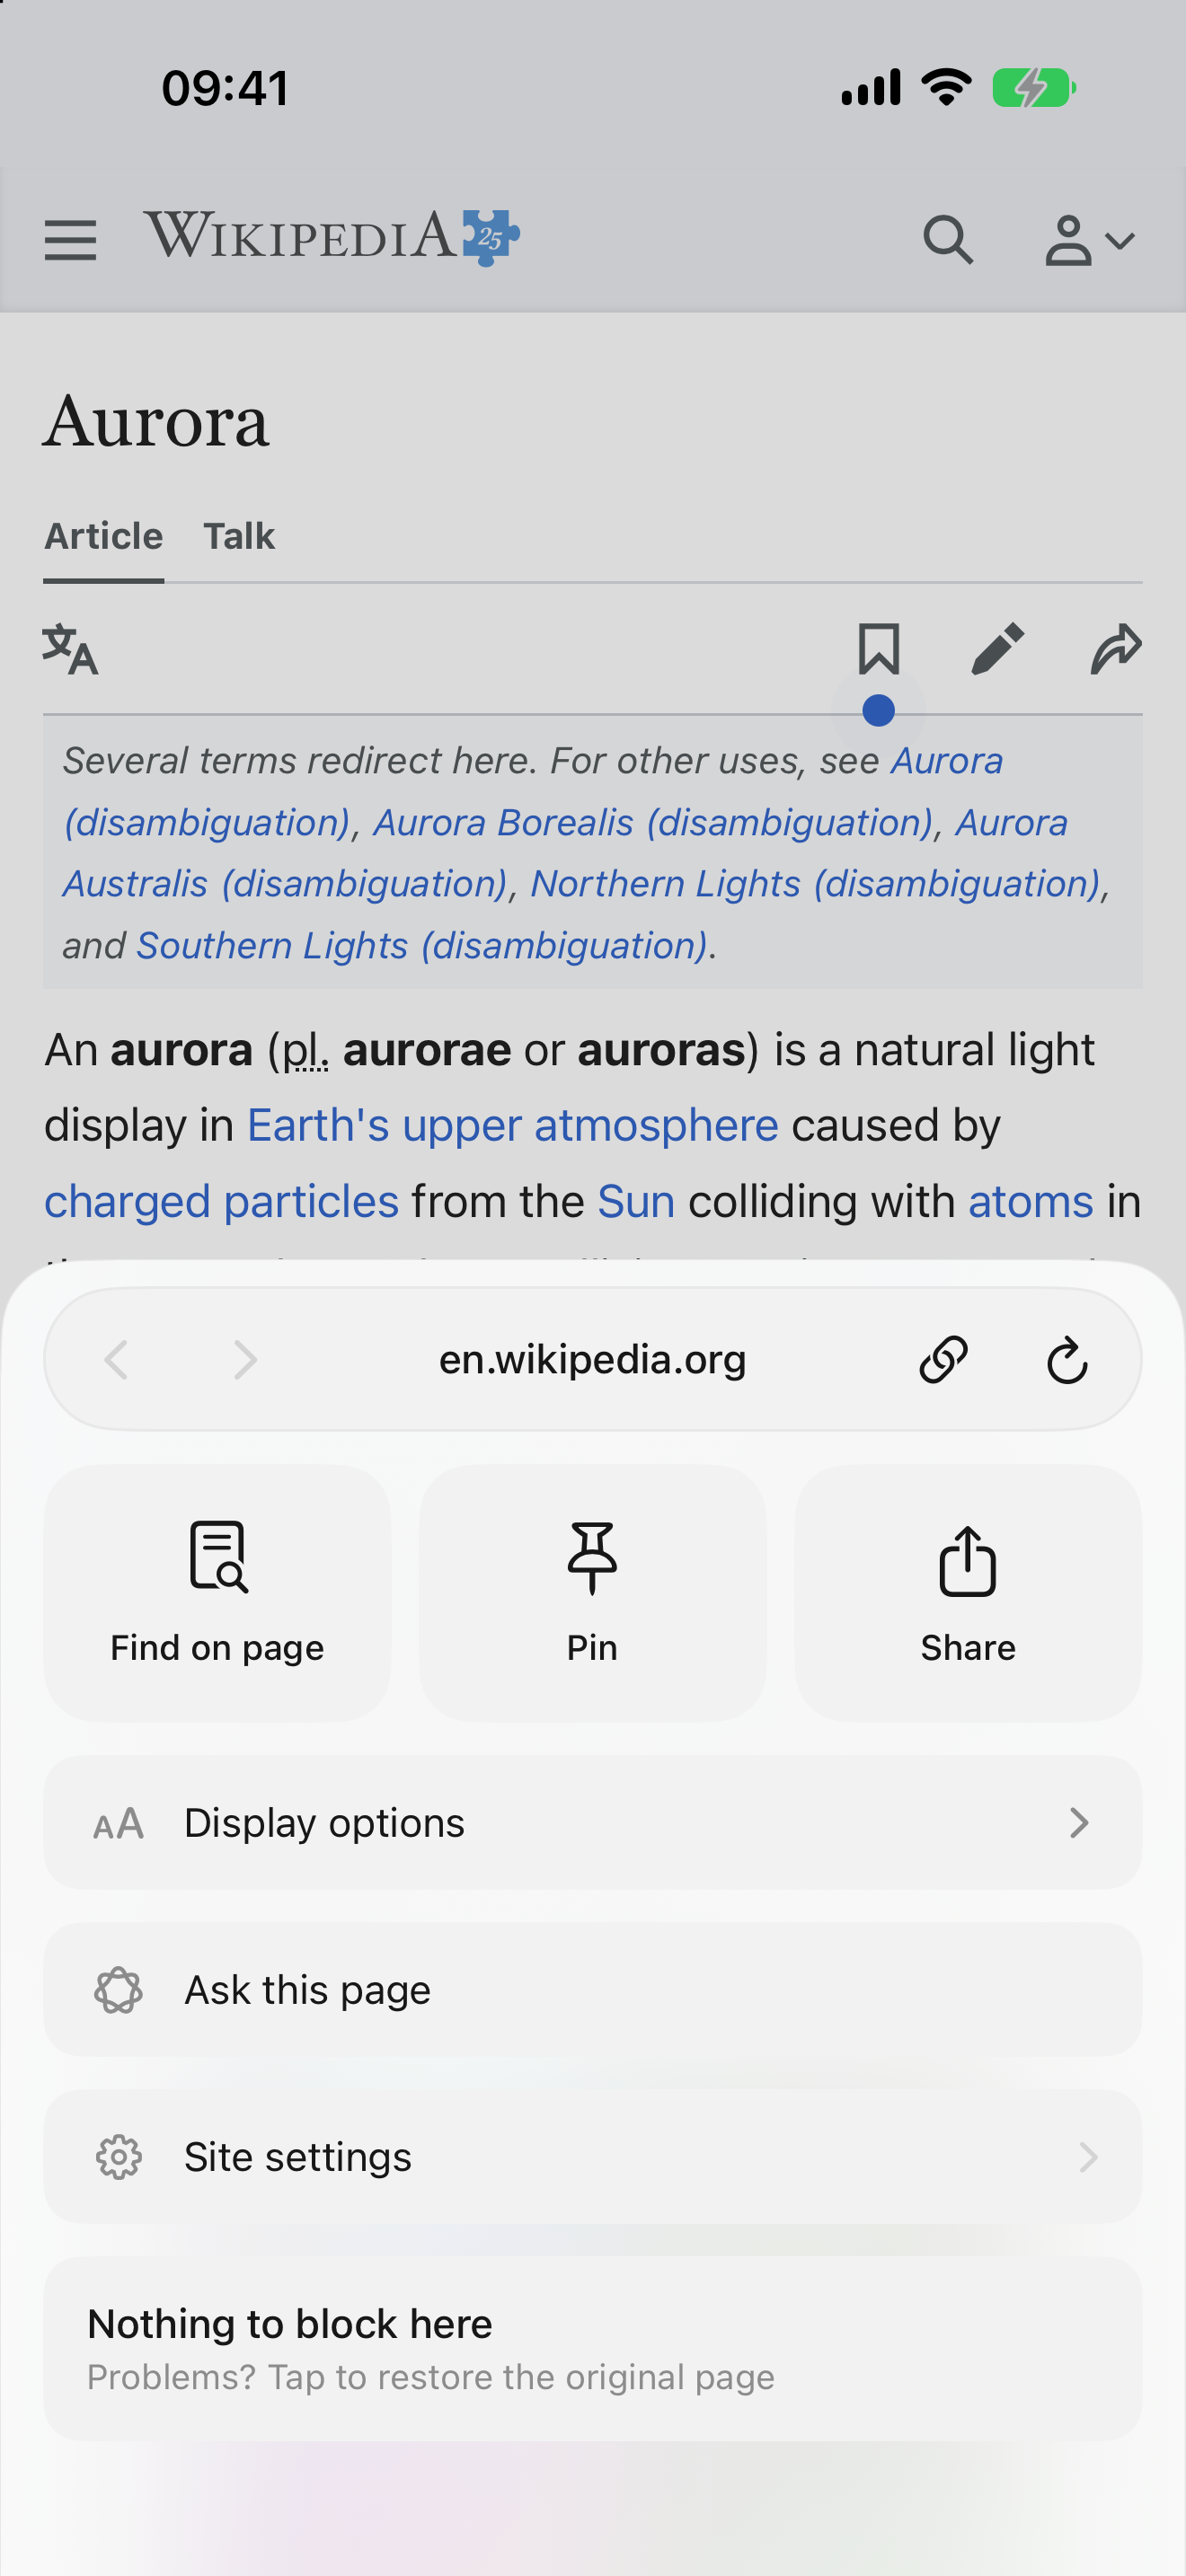 09:41
WIKIPEDIA 25
Aurora
Article Talk
文A
Several terms redirect here. For other uses, see Aurora
(disambiguation), Aurora Borealis (disambiguation), Aurora
Australis (disambiguation), Northern Lights (disambiguation),
and Southern Lights (disambiguation).
An aurora (pl. aurorae or auroras) is a natural light
display in Earth's upper atmosphere caused by
charged particles from the Sun colliding with atoms in
en.wikipedia.org
Find on page
Pin
Share
AA Display options
Ask this page
Site settings
Nothing to block here
Problems? Tap to restore the original page